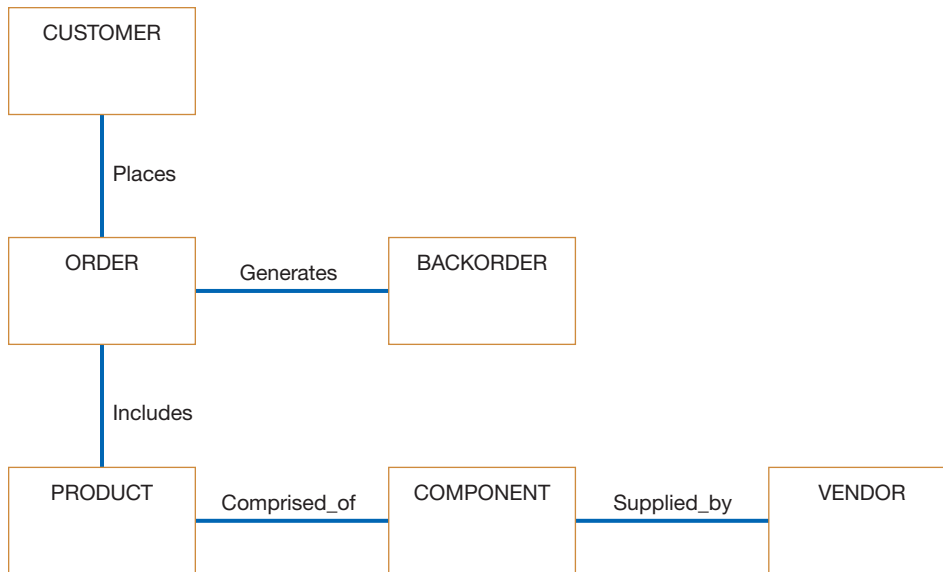 CUSTOMER
Places
ORDER
Generates
BACKORDER
Includes
PRODUCT
Comprised_of
COMPONENT
Supplied_by
VENDOR